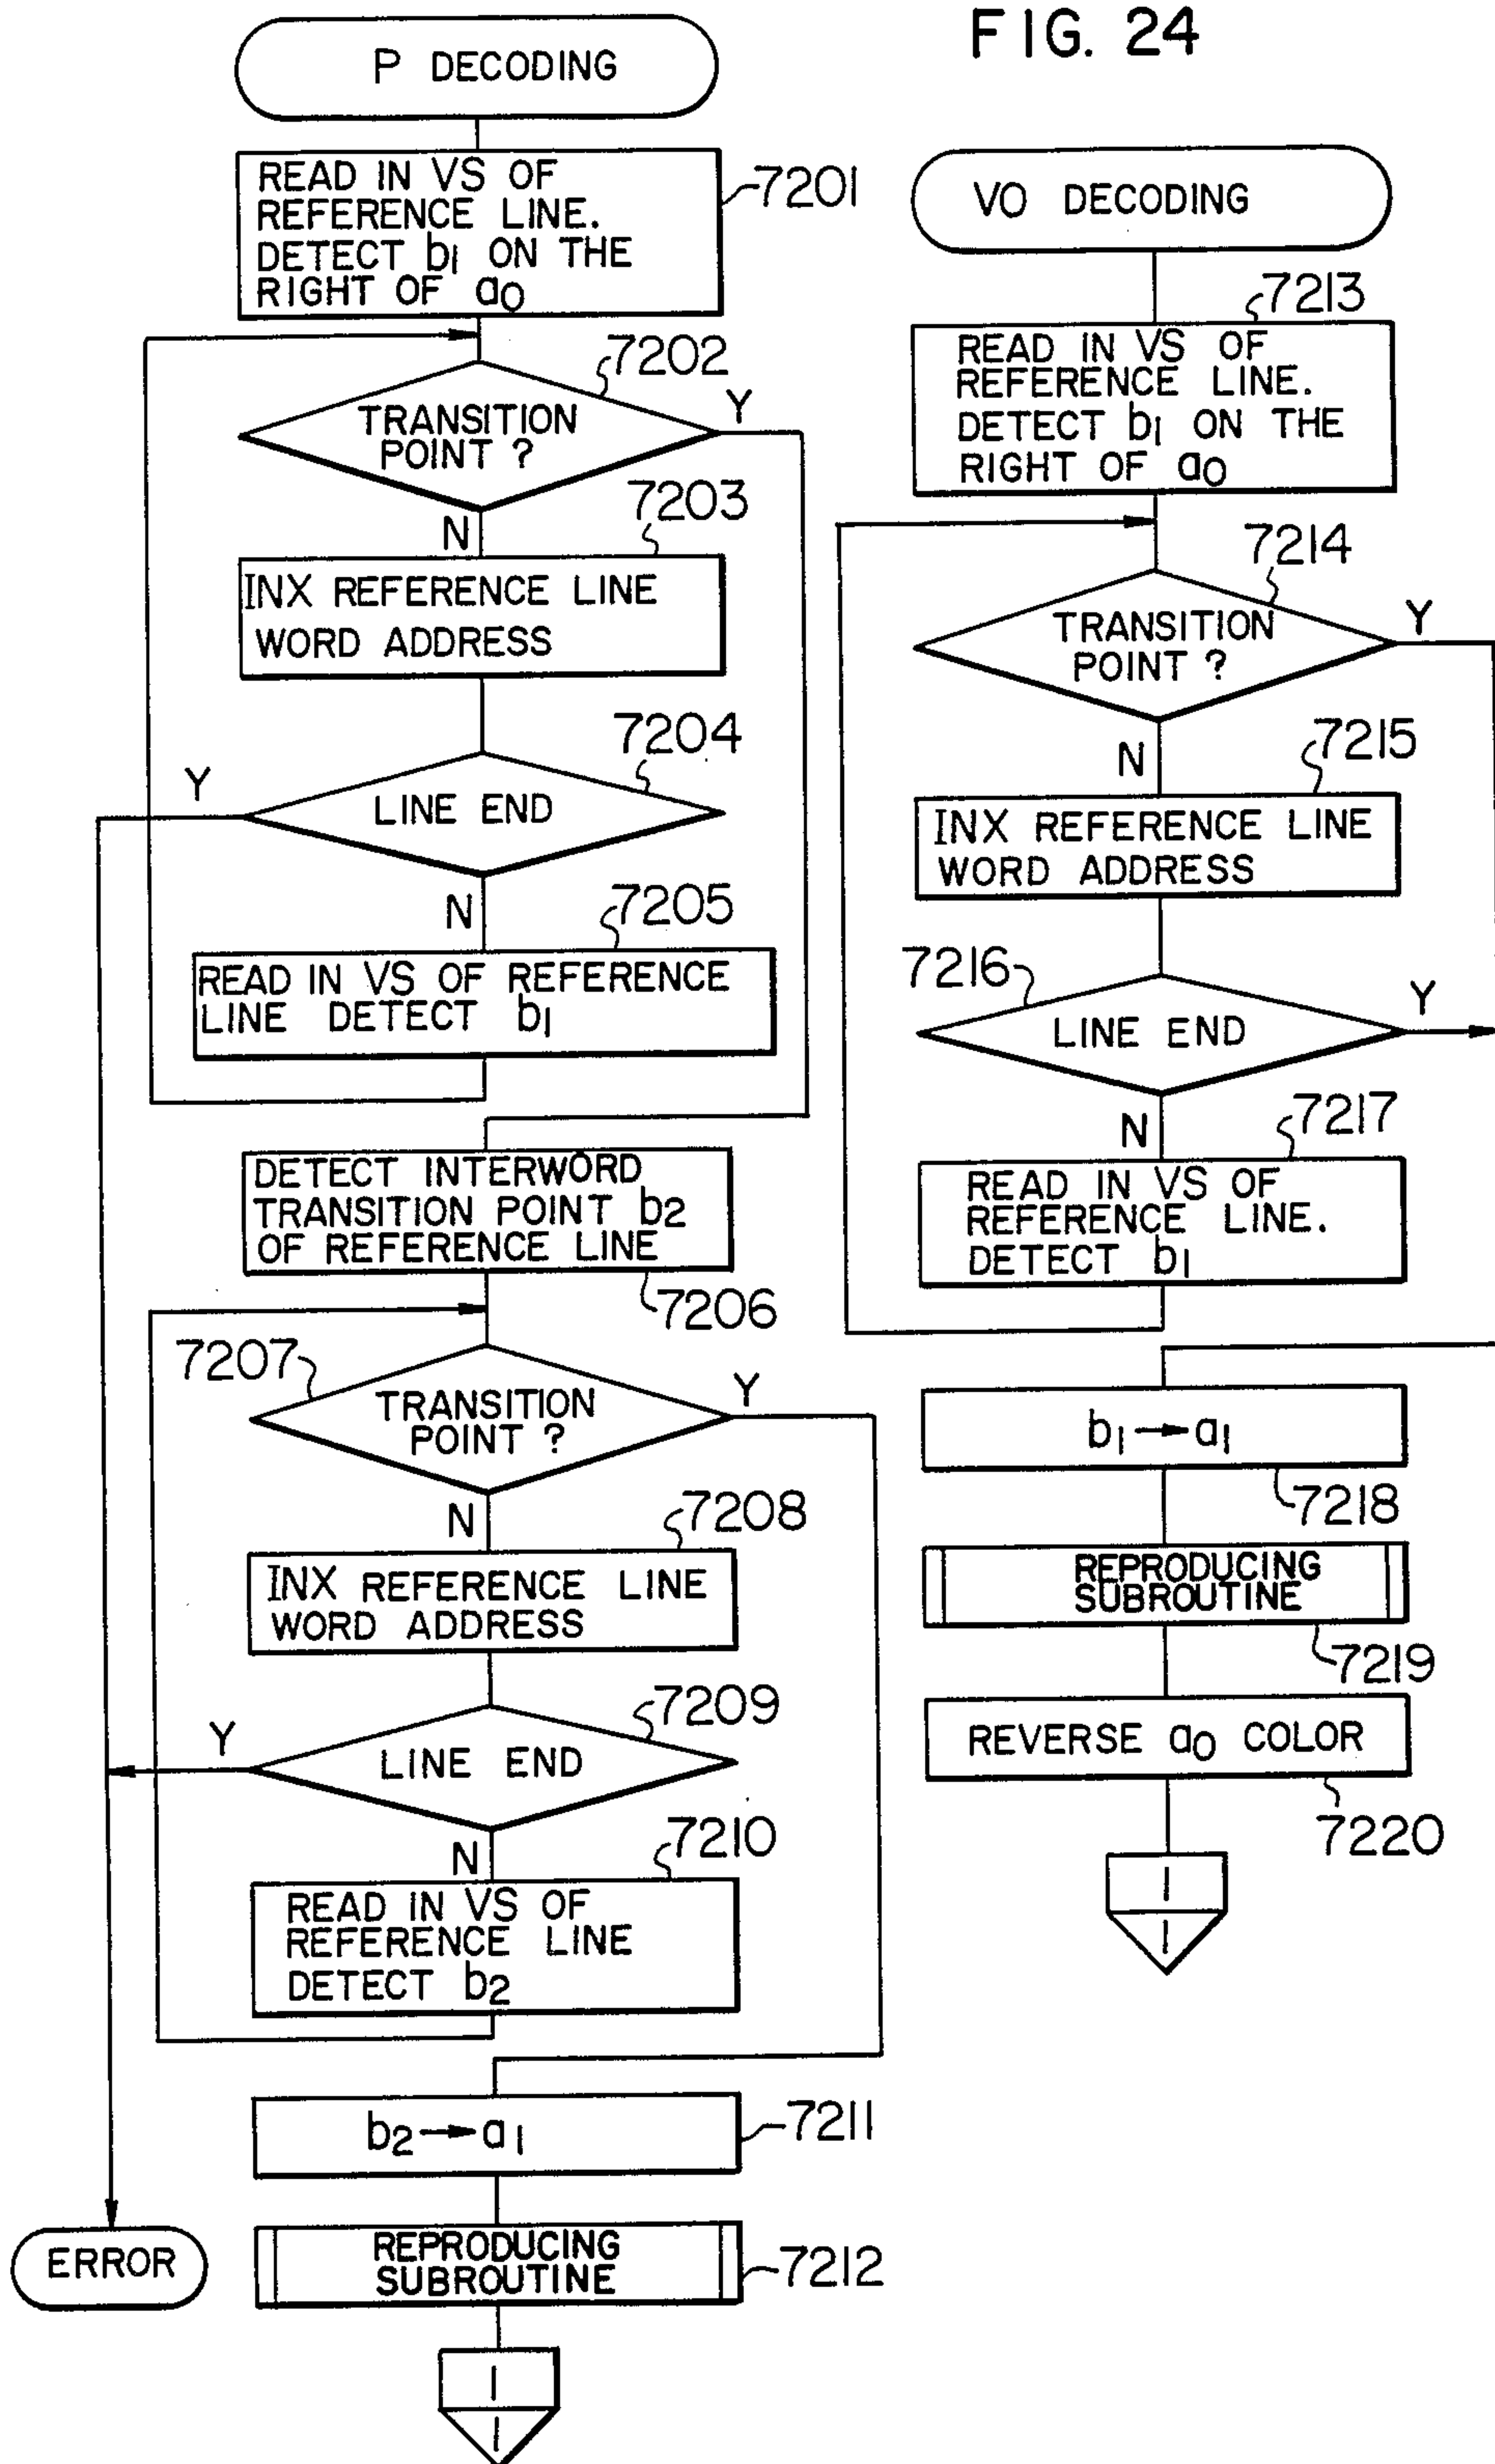 FIG. 24
P DECODING
READ IN VS OF
REFERENCE LINE.
DETECT b1 ON THE
RIGHT OF a0
7201
7202
TRANSITION
POINT ?
Y
N
7203
INX REFERENCE LINE
WORD ADDRESS
7204
Y
LINE END
N
7205
READ IN VS OF REFERENCE
LINE DETECT b1
DETECT INTERWORD
TRANSITION POINT b2
OF REFERENCE LINE
7206
7207
TRANSITION
POINT ?
Y
N
7208
INX REFERENCE LINE
WORD ADDRESS
7209
Y
LINE END
N
7210
READ IN VS OF
REFERENCE LINE
DETECT b2
b2→a1
7211
ERROR
REPRODUCING
SUBROUTINE
7212
I
VO DECODING
7213
READ IN VS OF
REFERENCE LINE.
DETECT b1 ON THE
RIGHT OF a0
7214
TRANSITION
POINT ?
Y
N
7215
INX REFERENCE LINE
WORD ADDRESS
7216
LINE END
Y
N
7217
READ IN VS OF
REFERENCE LINE.
DETECT b1
b1→a1
7218
REPRODUCING
SUBROUTINE
7219
REVERSE a0 COLOR
7220
I